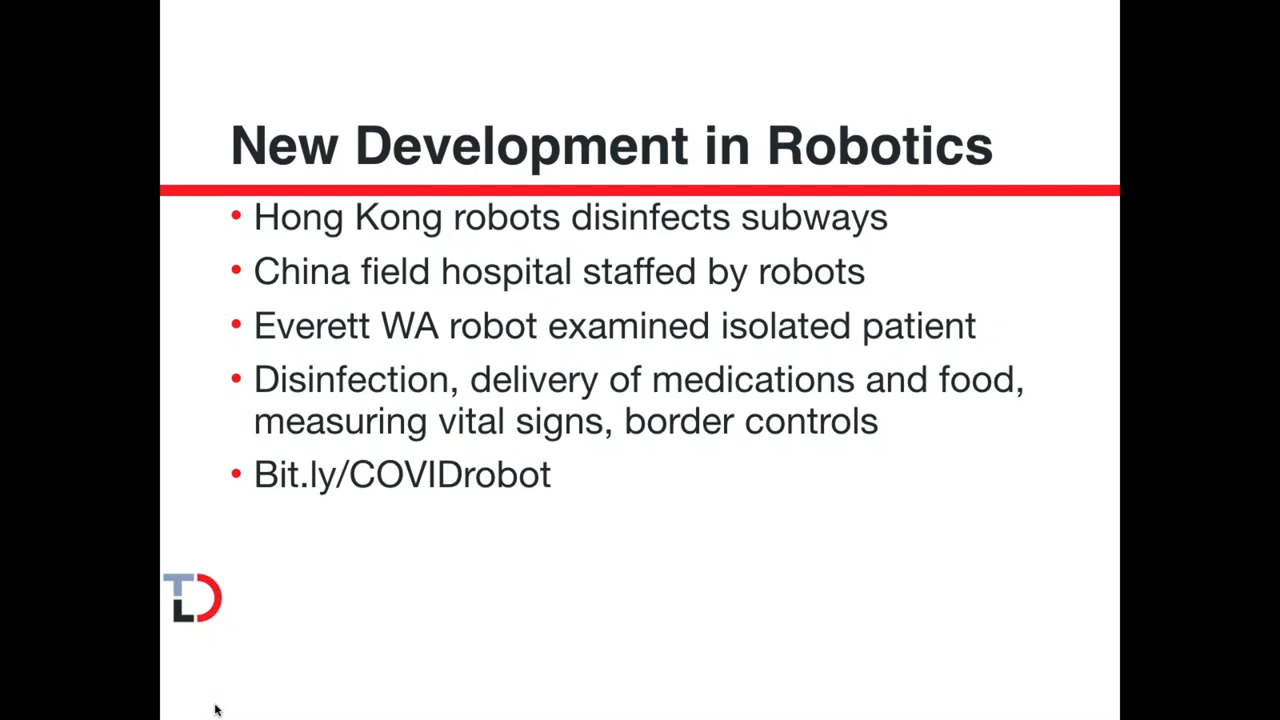 New Development in Robotics
• Hong Kong robots disinfects subways
• China field hospital staffed by robots
• Everett WA robot examined isolated patient
• Disinfection, delivery of medications and food,
measuring vital signs, border controls
• Bit.ly/COVIDrobot
TLD